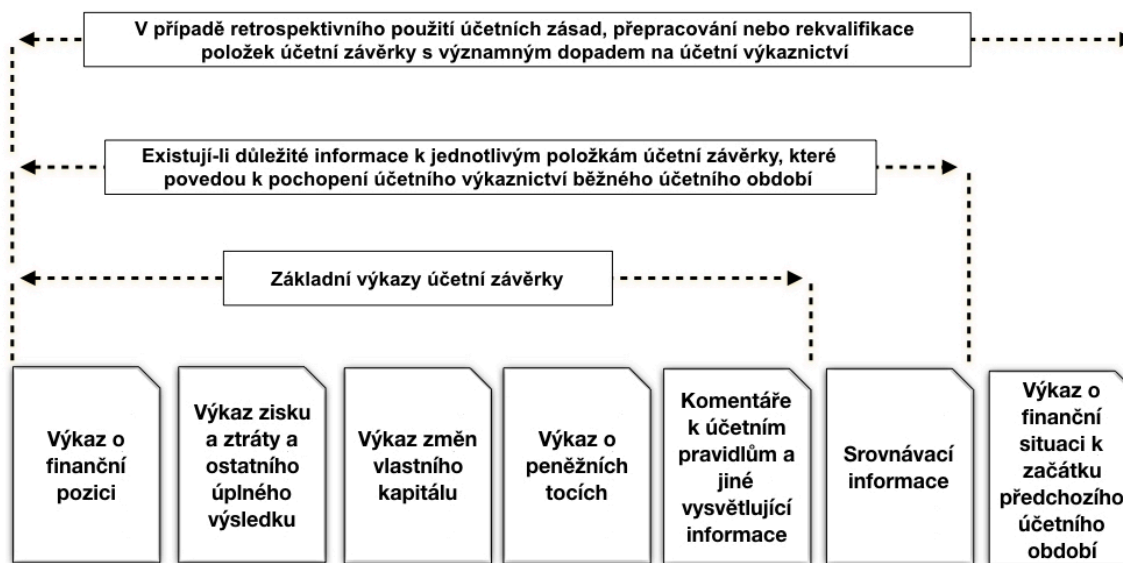 V případě retrospektivního použití účetních zásad, přepracování nebo rekvalifikace
položek účetní závěrky s významným dopadem na účetní výkaznictví
Existují-li důležité informace k jednotlivým položkám účetní závěrky, které
povedou k pochopení účetního výkaznictví běžného účetního období
Základní výkazy účetní závěrky
Výkaz o
finanční
pozici
Výkaz zisku
a ztráty a
ostatního
úplného
výsledku
Výkaz změn
vlastního
kapitálu
Výkaz o
peněžních
tocích
Komentáře
k účetním
pravidlům a
jiné
vysvětlující
informace
Srovnávací
informace
Výkaz o
finanční
situaci k
začátku
předchozího
účetního
období